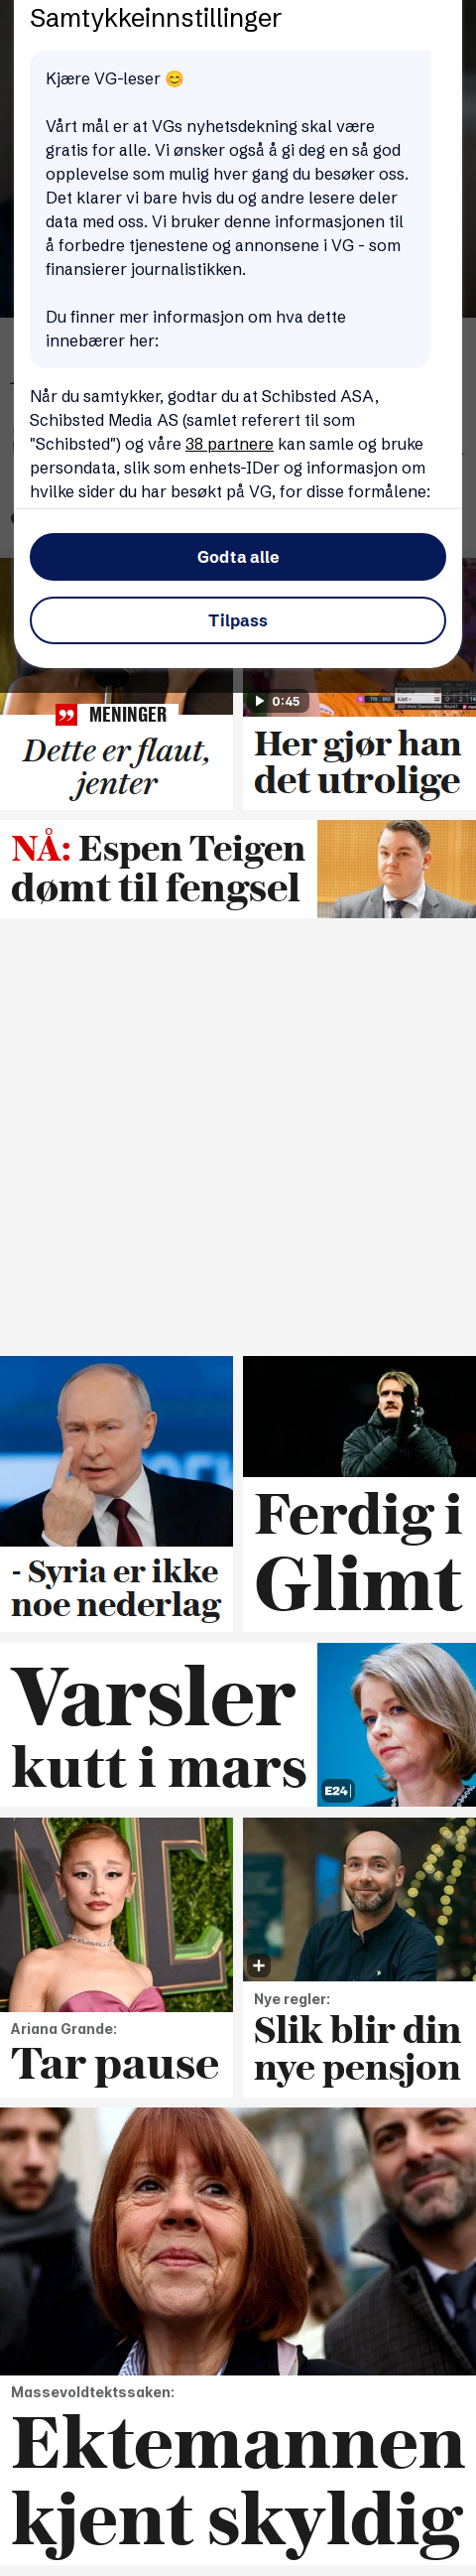 Samtykkeinnstillinger
Kjære VG-leser 😊
Vårt mål er at VGs nyhetsdekning skal være
gratis for alle. Vi ønsker også å gi deg en så god
opplevelse som mulig hver gang du besøker oss.
Det klarer vi bare hvis du og andre lesere deler
data med oss. Vi bruker denne informasjonen til
å forbedre tjenestene og annonsene i VG - som
finansierer journalistikken.
Du finner mer informasjon om hva dette
innebærer her:
Når du samtykker, godtar du at Schibsted ASA,
Schibsted Media AS (samlet referert til som
"Schibsted") og våre 38 partnere kan samle og bruke
persondata, slik som enhets-IDer og informasjon om
hvilke sider du har besøkt på VG, for disse formålene:
Godta alle
Tilpass
MENINGER
Dette er flaut,
jenter
0:45
Her gjør han
det utrolige
NÅ: Espen Teigen
dømt til fengsel
- Syria er ikke
noe nederlag
Ferdig i
Glimt
Varsler
kutt i mars
E24
Ariana Grande:
Tar pause
Nye regler:
Slik blir din
nye pensjon
Massevoldtektssaken:
Ektemannen
kjent skyldig